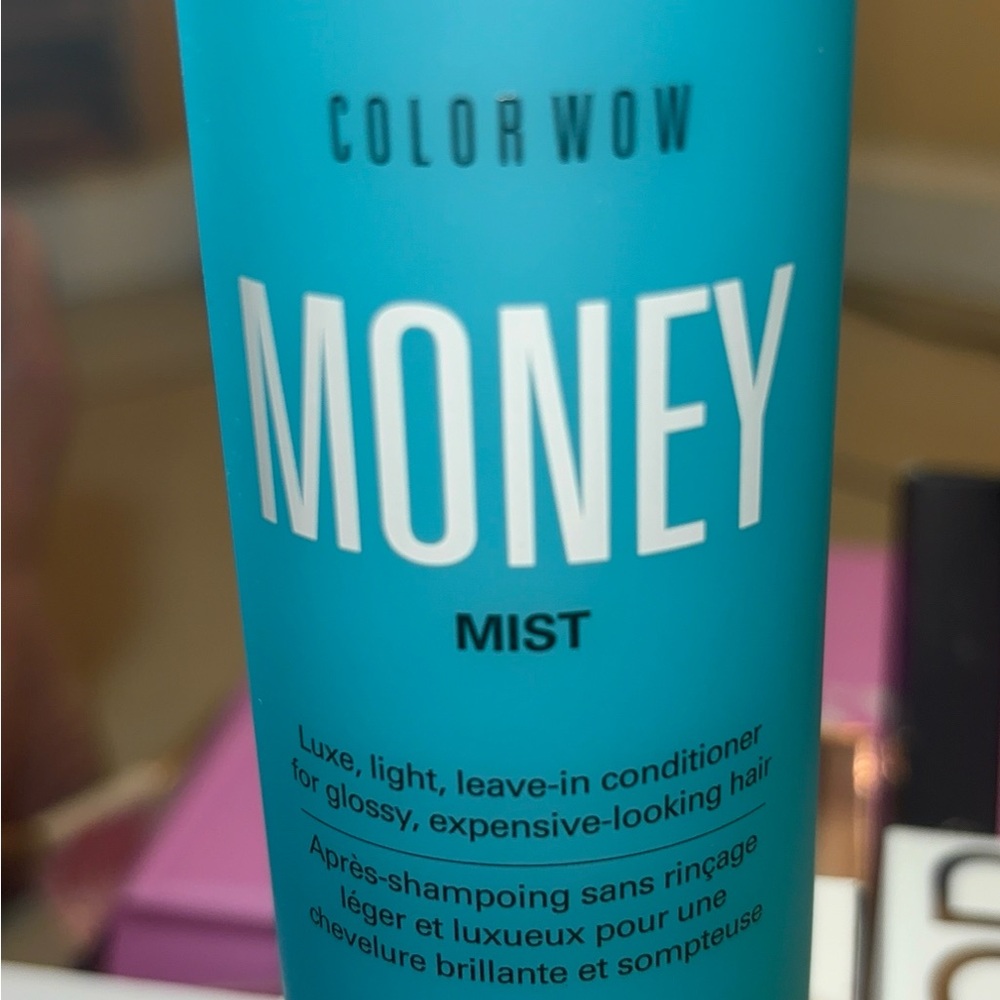 COLOR WOW
MONEY
MIST
Luxe, light, leave-in conditioner
for glossy, expensive-looking hair
Après-shampoing sans rinçage
léger et luxueux pour une
chevelure brillante et sompteuse